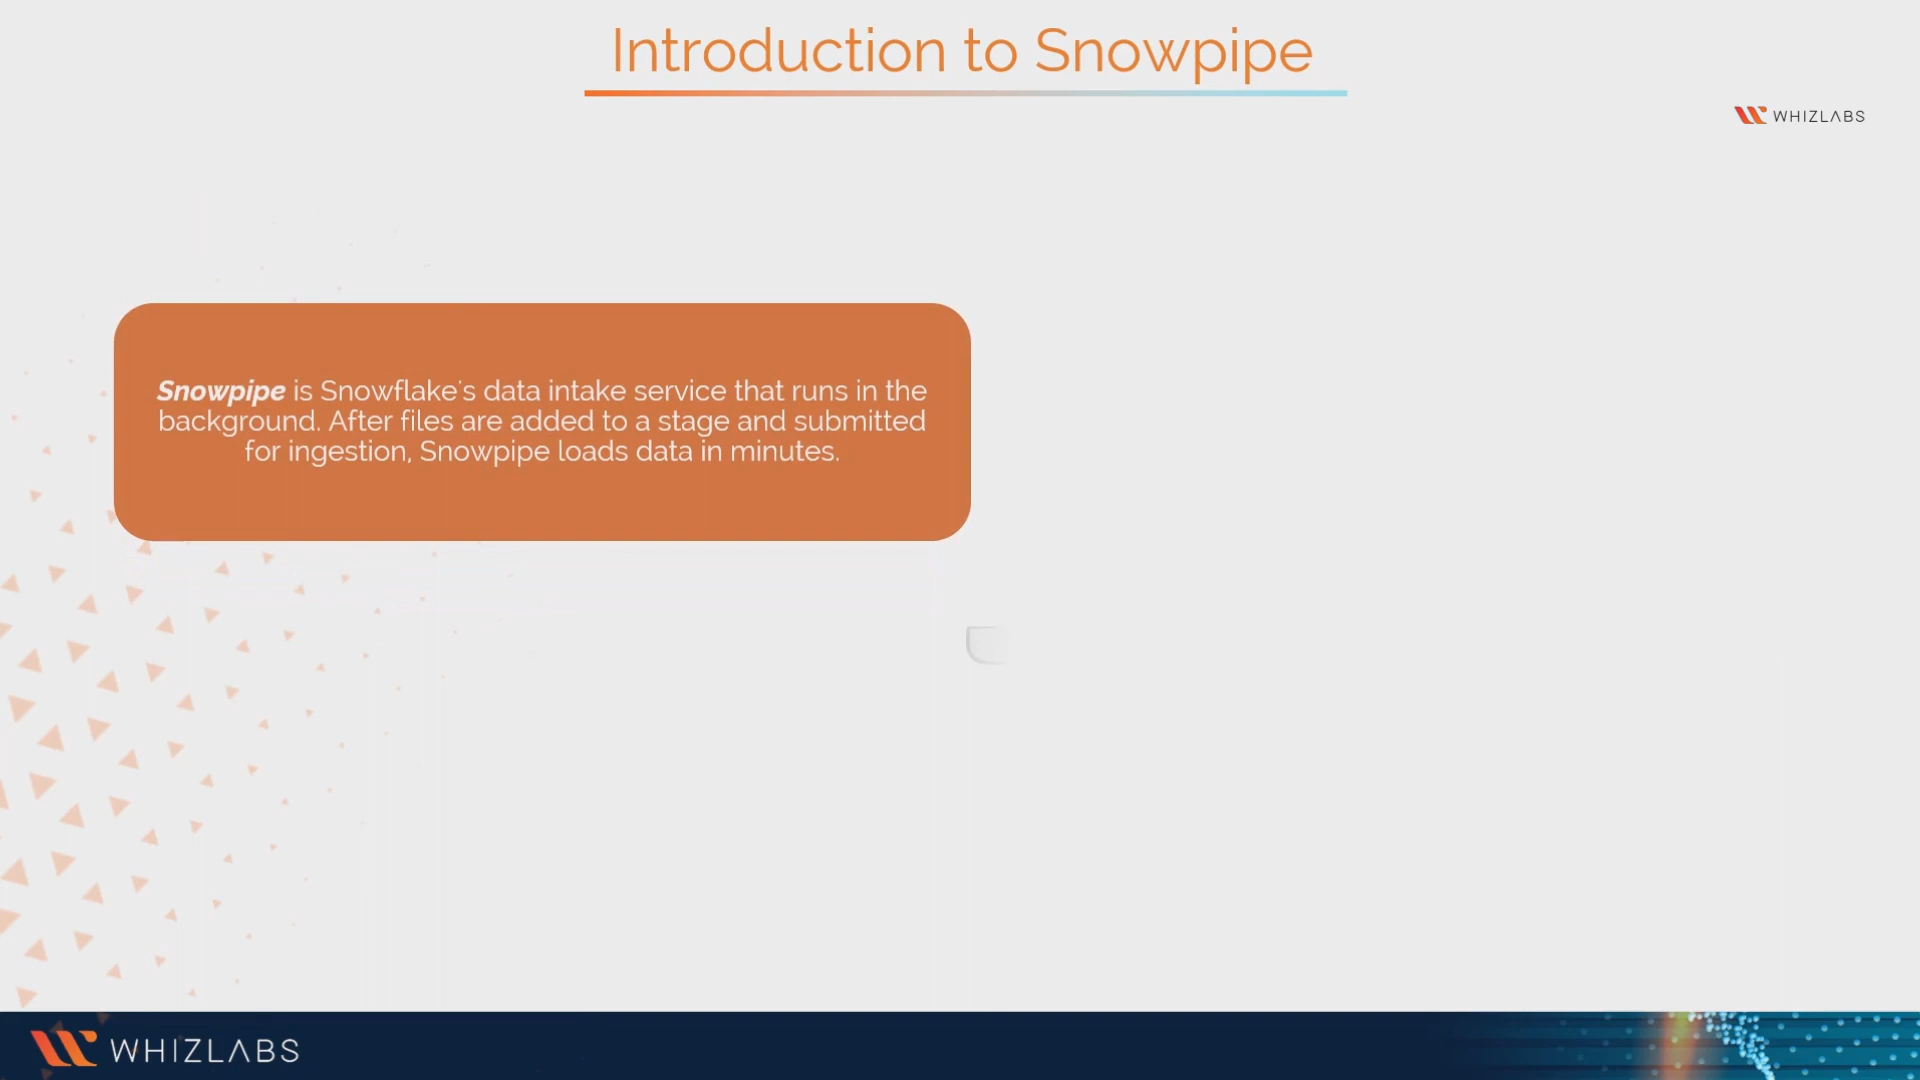 Introduction to Snowpipe
WHIZLABS
Snowpipe is Snowflake's data intake service that runs in the
background. After files are added to a stage and submitted
for ingestion, Snowpipe loads data in minutes.
WHIZLABS